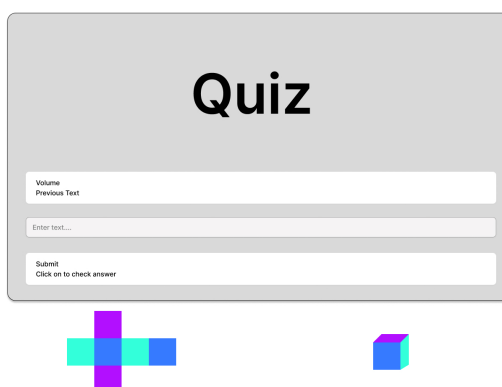 Quiz
Volume
Previous Text
Enter text....
Submit
Click on to check answer